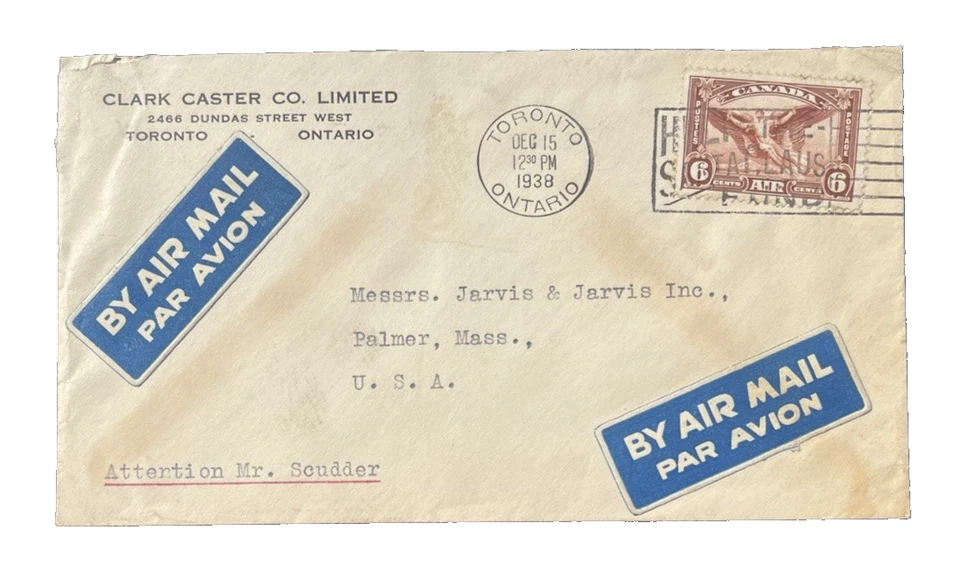 CLARK CASTER CO. LIMITED
2466 DUNDAS STREET WEST
TORONTO - ONTARIO
TORONTO
DEC 15
12³⁰ PM
1938
ONTARIO
CANADA
POSTES
POSTAGE
6 CENTS AIR CENTS 6
BY AIR MAIL
PAR AVION
Messrs. Jarvis & Jarvis Inc.,
Palmer, Mass.,
U. S. A.
BY AIR MAIL
PAR AVION
Attention Mr. Scudder